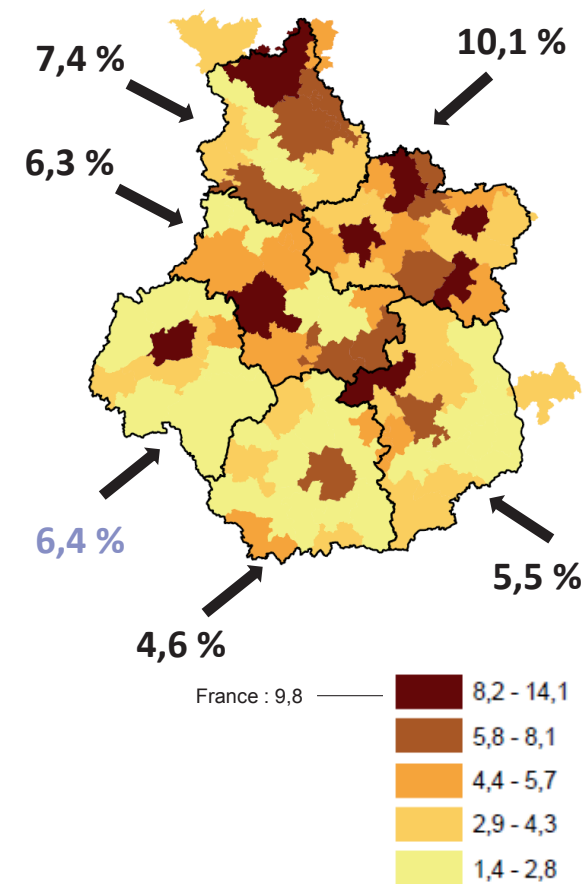 10,1 %
7,4 %
6,3 %
6,4 %
5,5 %
4,6 %
France : 9,8
8,2 - 14,1
5,8 - 8,1
4,4 - 5,7
2,9 - 4,3
1,4 - 2,8